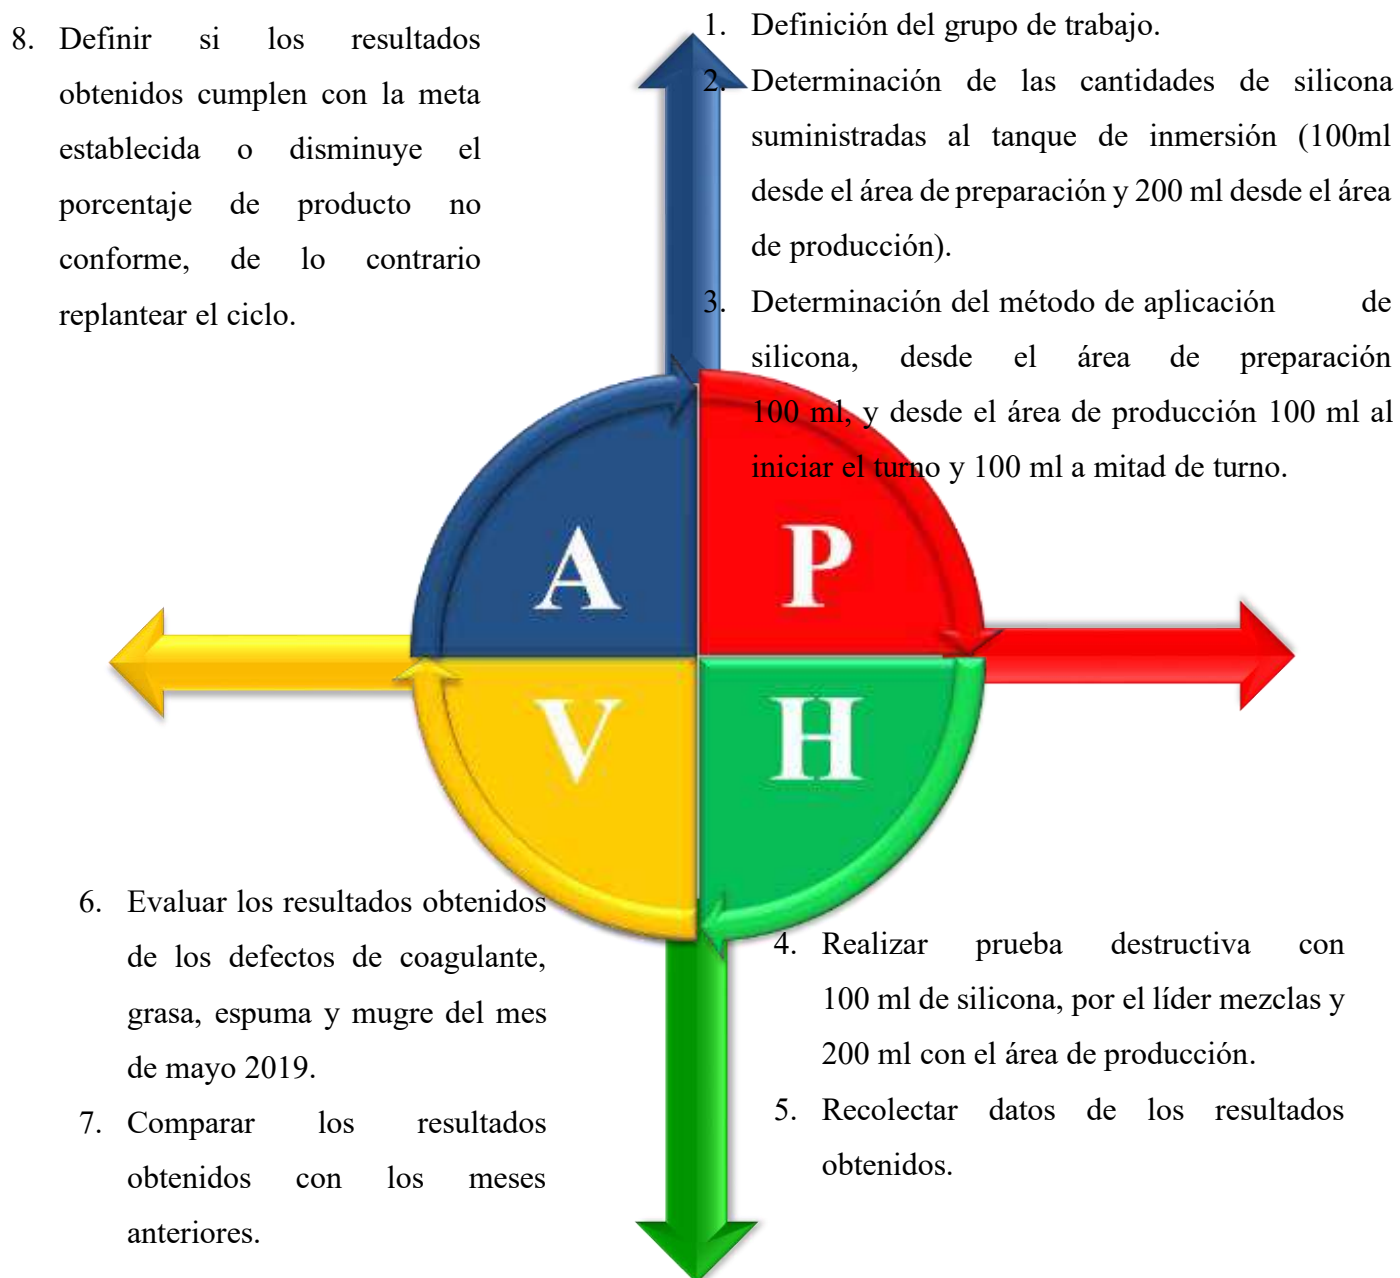 8. Definir si los resultados
obtenidos cumplen con la meta
establecida o disminuye el
porcentaje de producto no
conforme, de lo contrario
replantear el ciclo.
1. Definición del grupo de trabajo.
2. Determinación de las cantidades de silicona
suministradas al tanque de inmersión (100ml
desde el área de preparación y 200 ml desde el área
de producción).
3. Determinación del método de aplicación de
silicona, desde el área de preparación
100 ml, y desde el área de producción 100 ml al
iniciar el turno y 100 ml a mitad de turno.
A
P
V
H
6. Evaluar los resultados obtenidos
de los defectos de coagulante,
grasa, espuma y mugre del mes
de mayo 2019.
7. Comparar los resultados
obtenidos con los meses
anteriores.
4. Realizar prueba destructiva con
100 ml de silicona, por el líder mezclas y
200 ml con el área de producción.
5. Recolectar datos de los resultados
obtenidos.